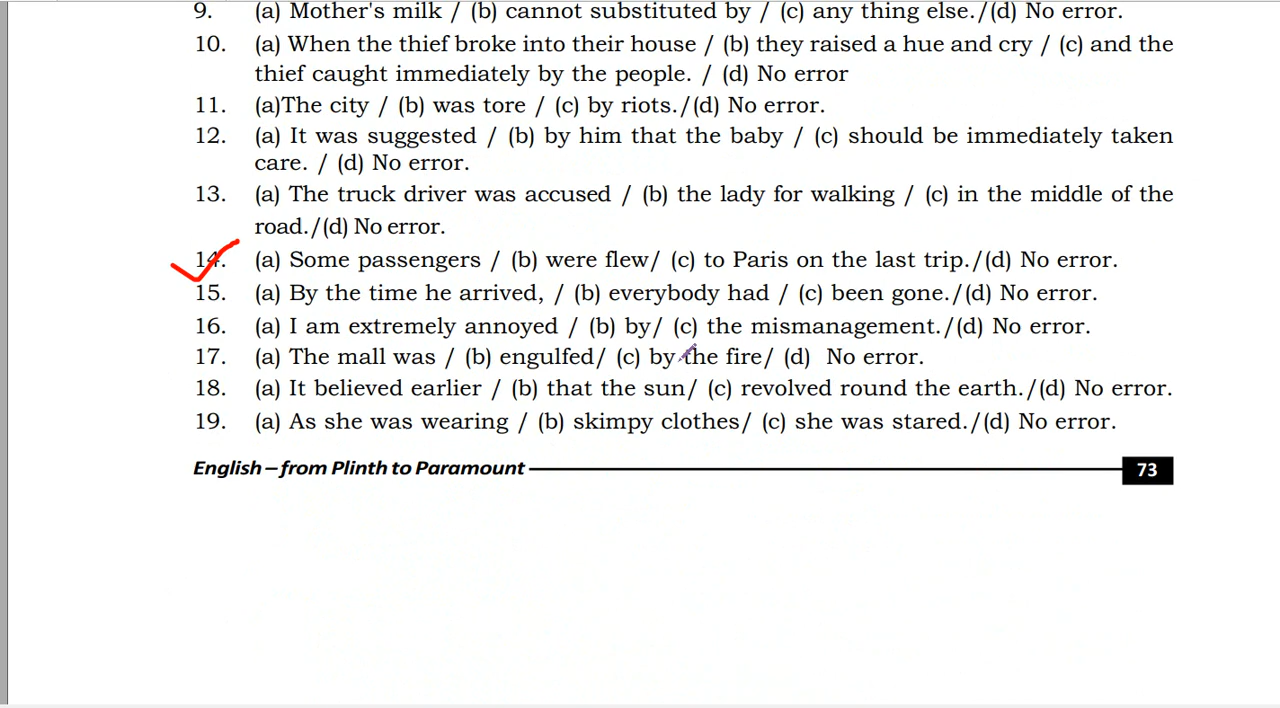 9. (a) Mother's milk / (b) cannot substituted by / (c) any thing else./(d) No error.
10. (a) When the thief broke into their house / (b) they raised a hue and cry / (c) and the
thief caught immediately by the people. / (d) No error
11. (a)The city / (b) was tore / (c) by riots./(d) No error.
12. (a) It was suggested / (b) by him that the baby / (c) should be immediately taken
care. / (d) No error.
13. (a) The truck driver was accused / (b) the lady for walking / (c) in the middle of the
road./(d) No error.
14. (a) Some passengers / (b) were flew/ (c) to Paris on the last trip./(d) No error.
15. (a) By the time he arrived, / (b) everybody had / (c) been gone./(d) No error.
16. (a) I am extremely annoyed / (b) by/ (c) the mismanagement./(d) No error.
17. (a) The mall was / (b) engulfed/ (c) by the fire/ (d) No error.
18. (a) It believed earlier / (b) that the sun/ (c) revolved round the earth./(d) No error.
19. (a) As she was wearing / (b) skimpy clothes/ (c) she was stared./(d) No error.
English – from Plinth to Paramount 73